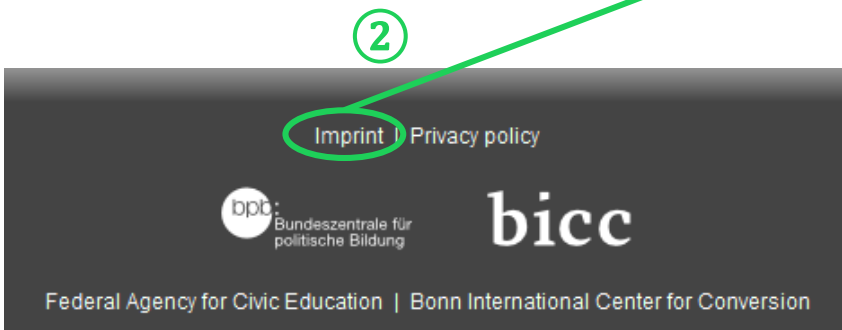 2
Imprint | Privacy policy
bpb:
Bundeszentrale für
politische Bildung
bicc
Federal Agency for Civic Education | Bonn International Center for Conversion